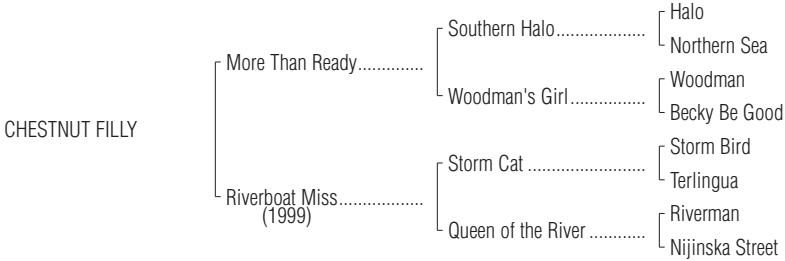 Halo
Southern Halo...................
Northern Sea
More Than Ready..............
Woodman
Woodman's Girl................
Becky Be Good
CHESTNUT FILLY
Storm Bird
Storm Cat .........................
Terlingua
Riverboat Miss..................
(1999)
Riverman
Queen of the River ............
Nijinska Street